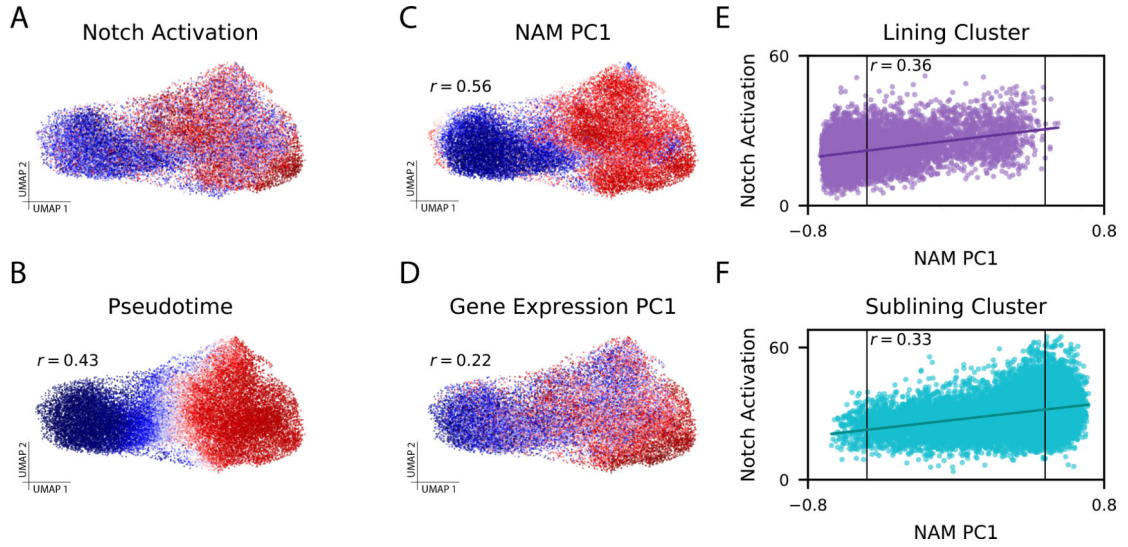 A
Notch Activation
UMAP 2
UMAP 1
B
Pseudotime
r = 0.43
UMAP 2
UMAP 1
C
NAM PC1
r = 0.56
UMAP 2
UMAP 1
D
Gene Expression PC1
r = 0.22
UMAP 2
UMAP 1
E
Lining Cluster
60
r = 0.36
Notch Activation
0
−0.8
0.8
NAM PC1
F
Sublining Cluster
60
r = 0.33
Notch Activation
0
−0.8
0.8
NAM PC1